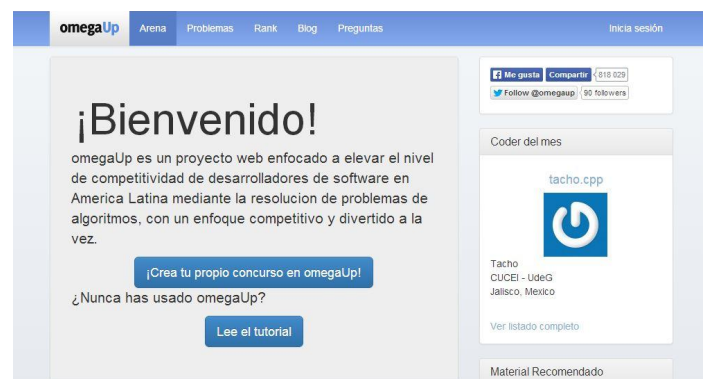 omegaUp Arena Problemas Rank Blog Preguntas Inicia sesión
¡Bienvenido!
omegaUp es un proyecto web enfocado a elevar el nivel
de competitividad de desarrolladores de software en
America Latina mediante la resolucion de problemas de
algoritmos, con un enfoque competitivo y divertido a la
vez.
¡Crea tu propio concurso en omegaUp!
¿Nunca has usado omegaUp?
Lee el tutorial
Me gusta Compartir 818 029
Follow @omegaup 90 followers
Coder del mes
tacho.cpp
Tacho
CUCEI - UdeG
Jalisco, Mexico
Ver listado completo
Material Recomendado